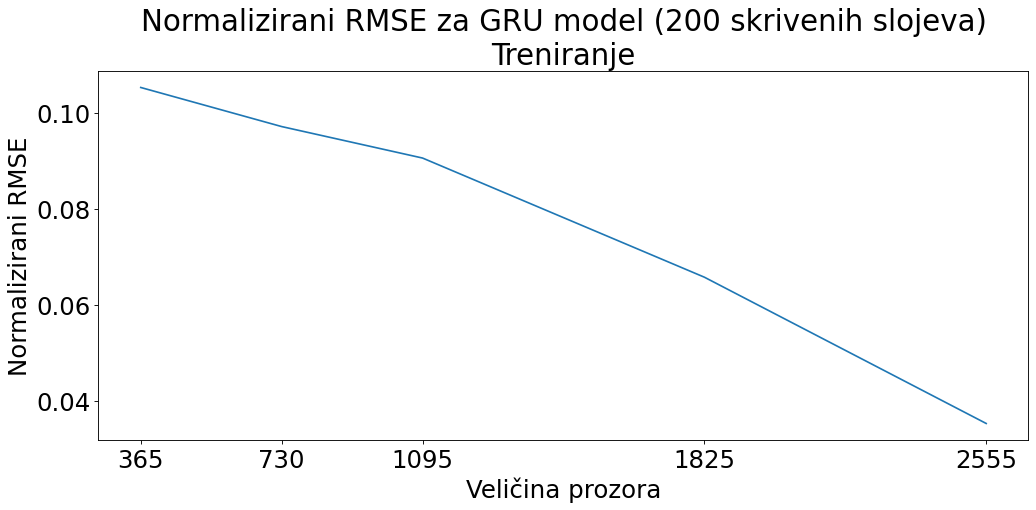 Normalizirani RMSE za GRU model (200 skrivenih slojeva)
Treniranje
Normalizirani RMSE
0.10
0.08
0.06
0.04
365 730 1095 1825 2555
Veličina prozora